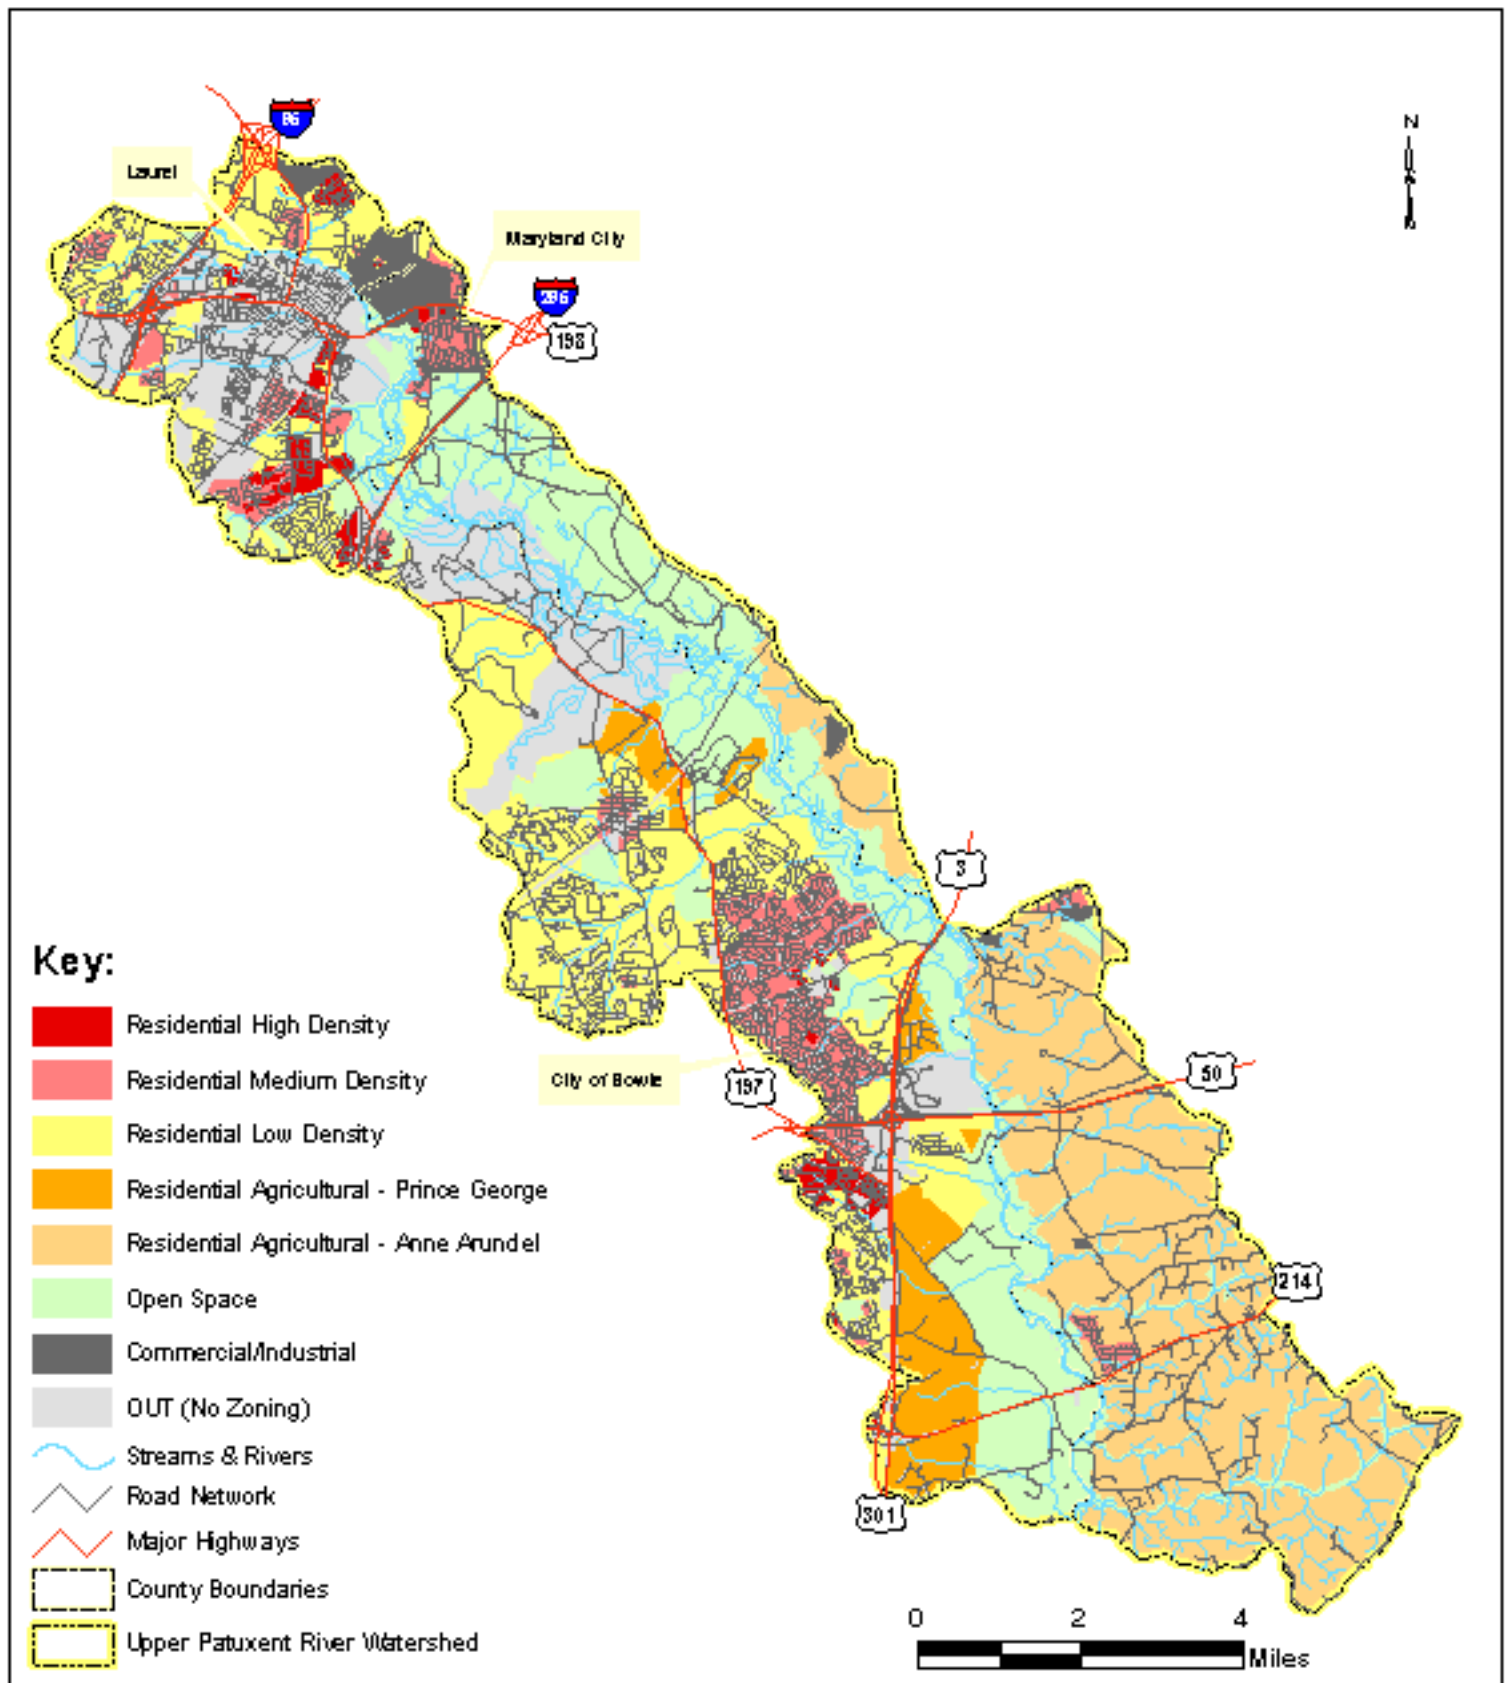 N
S
95
Laurel
Maryland City
295
198
3
50
City of Bowie
197
214
301
Key:
Residential High Density
Residential Medium Density
Residential Low Density
Residential Agricultural - Prince George
Residential Agricultural - Anne Arundel
Open Space
Commercial/Industrial
OUT (No Zoning)
Streams & Rivers
Road Network
Major Highways
County Boundaries
Upper Patuxent River Watershed
0 2 4
Miles